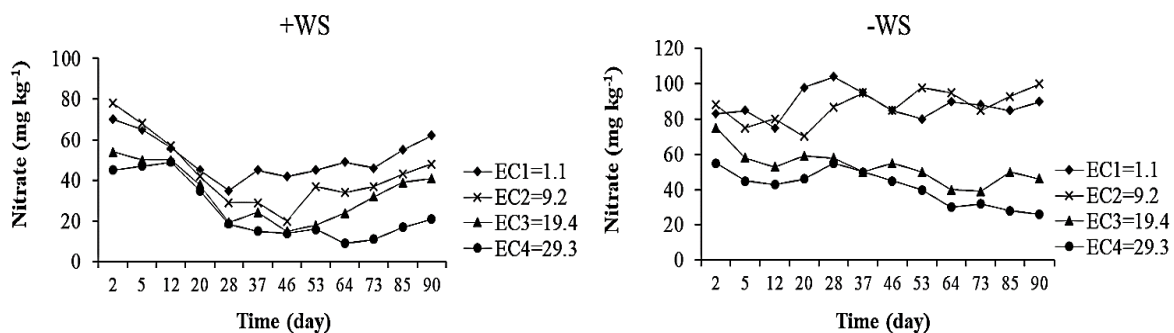 +WS
Nitrate (mg kg⁻¹)
100
80
60
40
20
0
2 5 12 20 28 37 46 53 64 73 85 90
Time (day)
EC1=1.1
EC2=9.2
EC3=19.4
EC4=29.3
-WS
Nitrate (mg kg⁻¹)
120
100
80
60
40
20
0
2 5 12 20 28 37 46 53 64 73 85 90
Time (day)
EC1=1.1
EC2=9.2
EC3=19.4
EC4=29.3